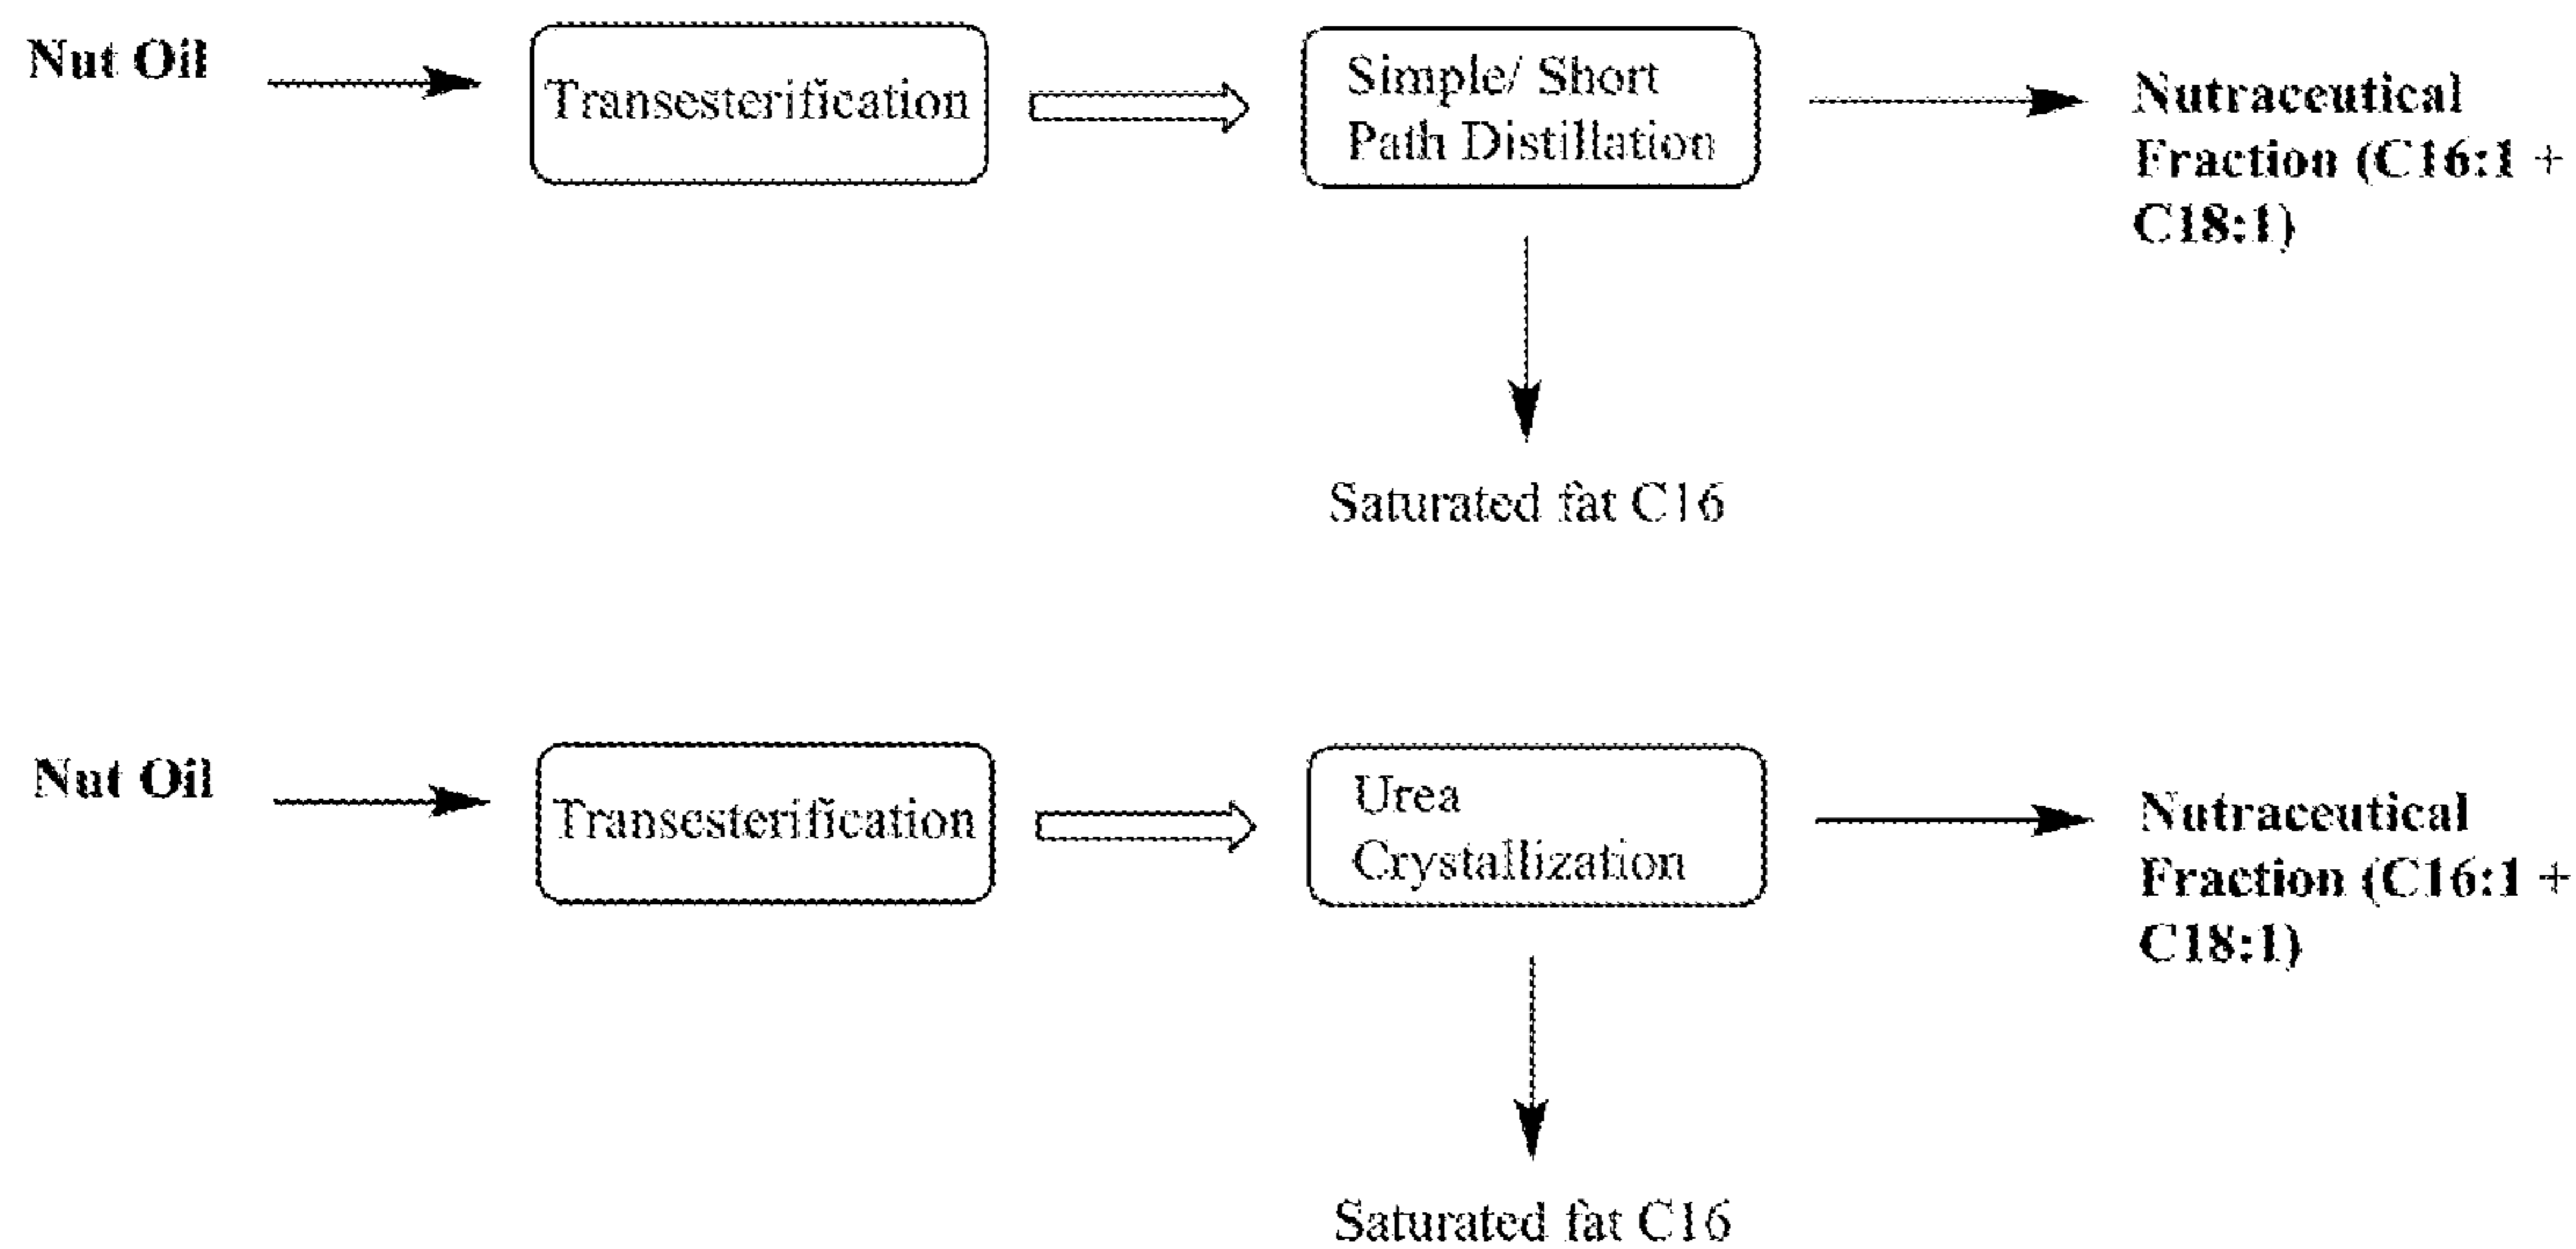 Nut Oil
Transesterification
Simple/ Short
Path Distillation
Nutraceutical
Fraction (C16:1 +
C18:1)
Saturated fat C16
Nut Oil
Transesterification
Urea
Crystallization
Nutraceutical
Fraction (C16:1 +
C18:1)
Saturated fat C16